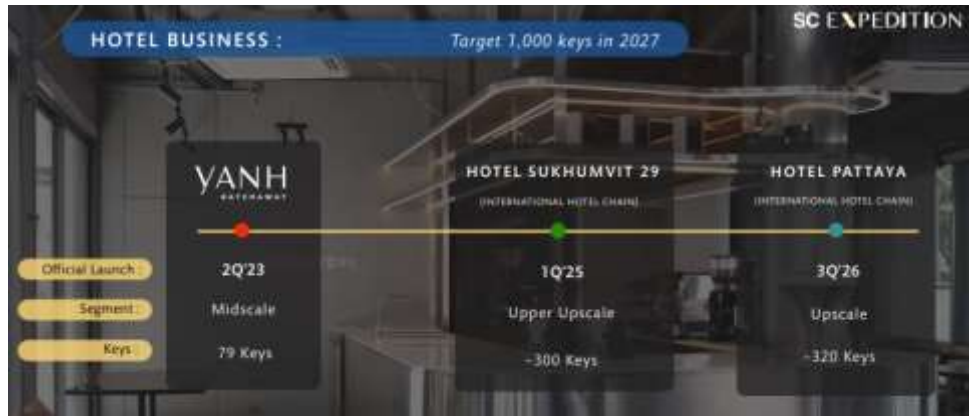 SC EXPEDITION
HOTEL BUSINESS : Target 1,000 keys in 2027
YANH
RATCHAWAT
HOTEL SUKHUMVIT 29
(INTERNATIONAL HOTEL CHAIN)
HOTEL PATTAYA
(INTERNATIONAL HOTEL CHAIN)
Official Launch : 2Q'23 1Q'25 3Q'26
Segment : Midscale Upper Upscale Upscale
Keys : 79 Keys ~300 Keys ~320 Keys